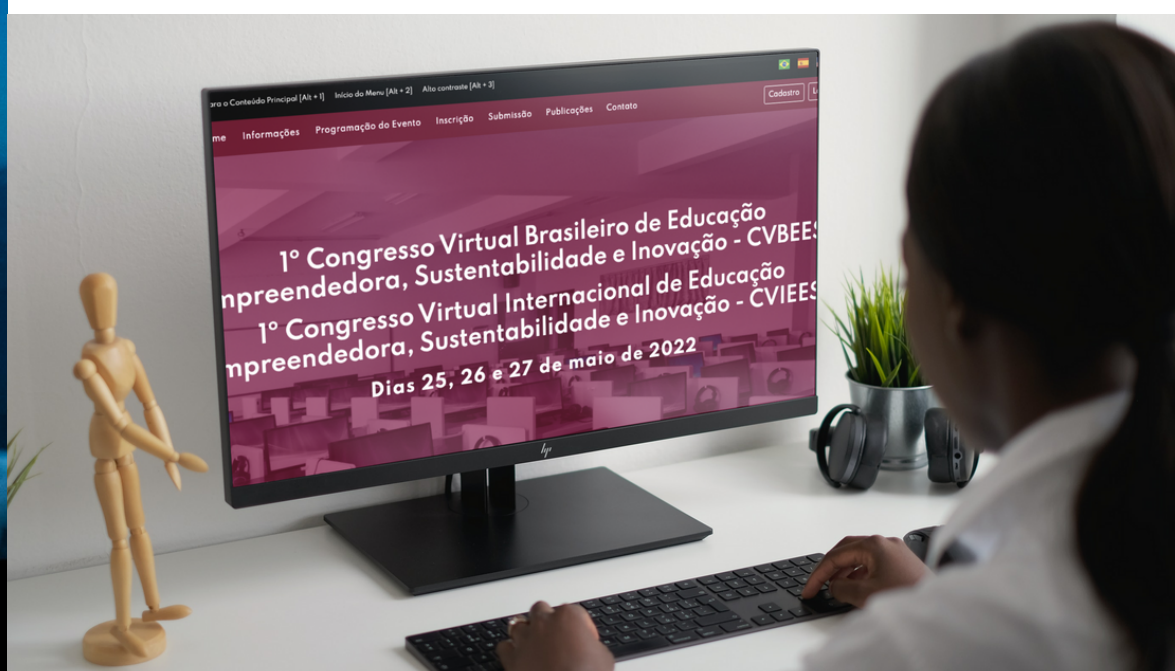 ara o Conteúdo Principal [Alt + 1] Início do Menu [Alt + 2] Alto contraste [Alt + 3]
me Informações Programação do Evento Inscrição Submissão Publicações Contato Cadastro
1º Congresso Virtual Brasileiro de Educação
mpreendedora, Sustentabilidade e Inovação - CVBEES
1º Congresso Virtual Internacional de Educação
mpreendedora, Sustentabilidade e Inovação - CVIEES
Dias 25, 26 e 27 de maio de 2022
hp